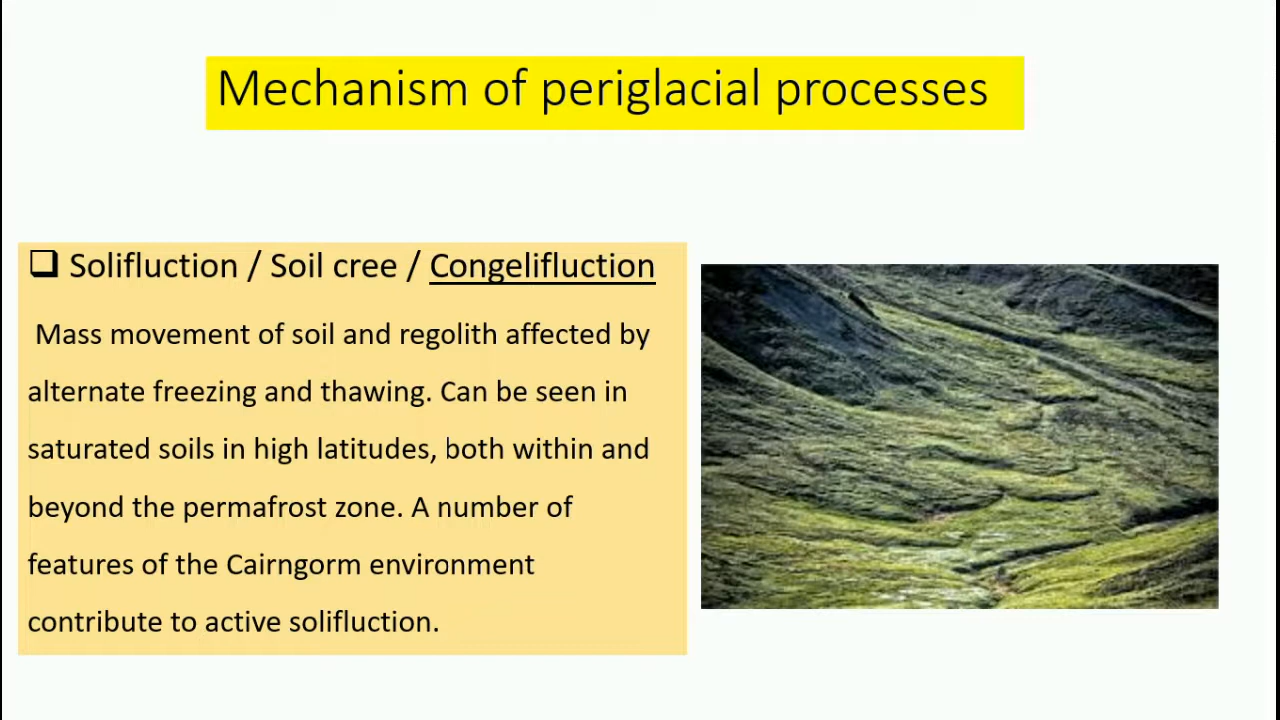 Mechanism of periglacial processes
❑ Solifluction / Soil cree / Congelifluction
Mass movement of soil and regolith affected by
alternate freezing and thawing. Can be seen in
saturated soils in high latitudes, both within and
beyond the permafrost zone. A number of
features of the Cairngorm environment
contribute to active solifluction.